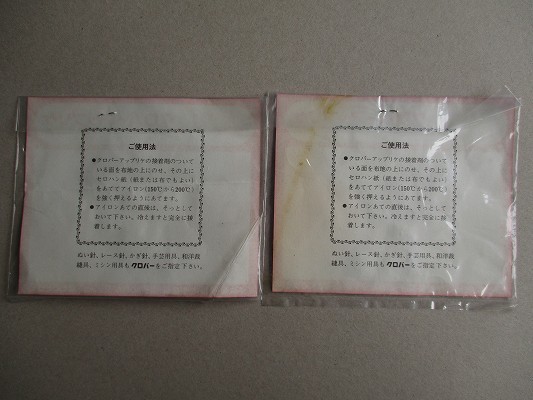 ご使用法
●クロバーアップリケの接着剤のついて
いる面を布地の上にのせ、その上に
セロハン紙(紙または布でもよい)
をあててアイロン(150℃から200℃)
を強く押えるようにあてます。
●アイロンあての直後は、そっとして
おいて下さい。冷えますと完全に接
着します。
ぬい針、レース針、かぎ針、手芸用具、和洋裁
縫具、ミシン用具もクロバーをご指定下さい。
ご使用法
●クロバーアップリケの接着剤のついて
いる面を布地の上にのせ、その上に
セロハン紙(紙または布でもよい)
をあててアイロン(150℃から200℃)
を強く押えるようにあてます。
●アイロンあての直後は、そっとして
おいて下さい。冷えますと完全に接
着します。
ぬい針、レース針、かぎ針、手芸用具、和洋裁
縫具、ミシン用具もクロバーをご指定下さい。